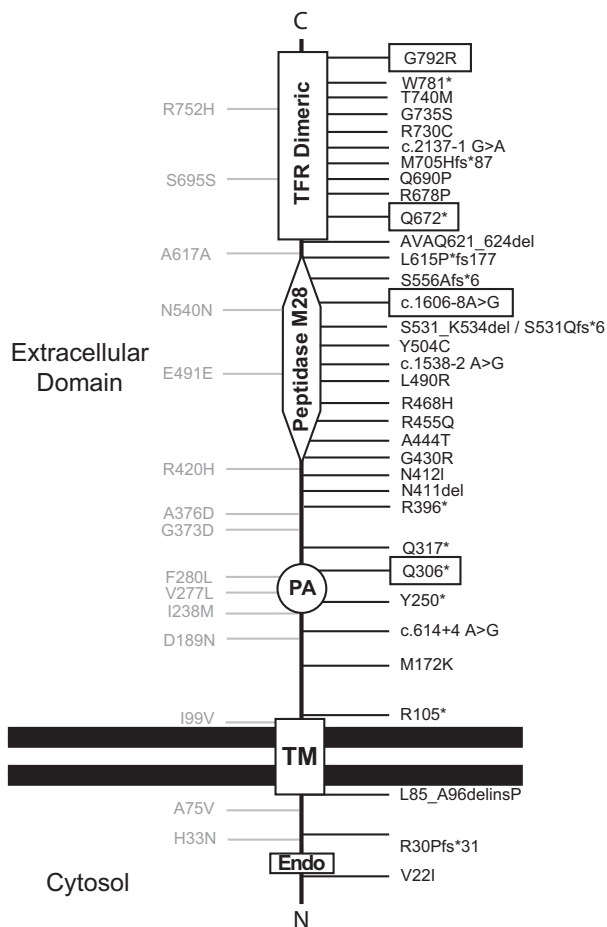 C
G792R
W781*
T740M
R752H
G735S
R730C
c.2137-1 G>A
M705Hfs*87
TFR Dimeric
S695S
Q690P
R678P
Q672*
AVAQ621_624del
A617A
L615P*fs177
S556Afs*6
N540N
c.1606-8A>G
S531_K534del / S531Qfs*6
Peptidase M28
Y504C
Extracellular
Domain
E491E
c.1538-2 A>G
L490R
R468H
R455Q
A444T
G430R
R420H
N412I
N411del
R396*
A376D
G373D
Q317*
F280L
Q306*
PA
V277L
Y250*
I238M
D189N
c.614+4 A>G
M172K
I99V
R105*
TM
L85_A96delinsP
A75V
H33N
R30Pfs*31
Endo
Cytosol
V22I
N